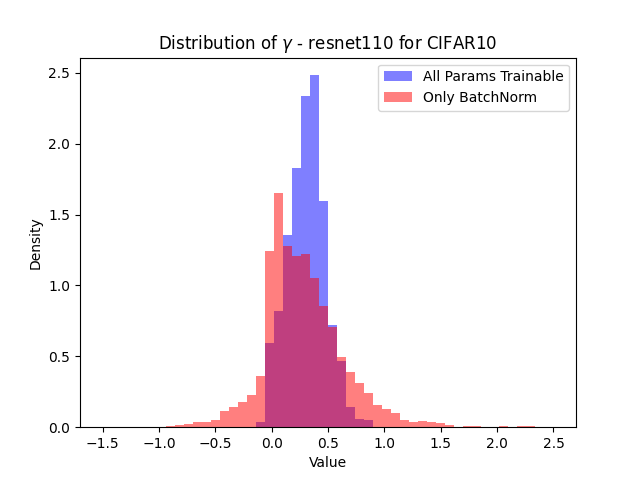 Distribution of γ - resnet110 for CIFAR10
All Params Trainable
Only BatchNorm
Density
2.5
2.0
1.5
1.0
0.5
0.0
−1.5 −1.0 −0.5 0.0 0.5 1.0 1.5 2.0 2.5
Value